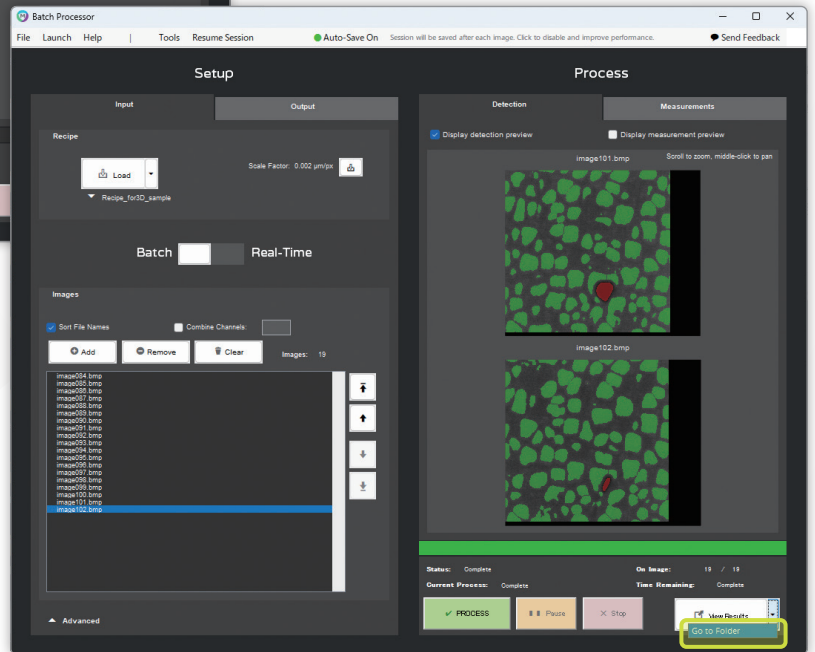 Batch Processor
File Launch Help | Tools Resume Session Auto-Save On Session will be saved after each image. Click to disable and improve performance. Send Feedback
Setup
Input Output
Recipe
Load
Recipe_for3D_sample
Scale Factor: 0.002 µm/px
Batch Real-Time
Images
Sort File Names Combine Channels:
Add Remove Clear Images: 19
image084.bmp
image085.bmp
image086.bmp
image087.bmp
image088.bmp
image089.bmp
image090.bmp
image091.bmp
image092.bmp
image093.bmp
image094.bmp
image095.bmp
image096.bmp
image097.bmp
image098.bmp
image099.bmp
image100.bmp
image101.bmp
image102.bmp
Advanced
Process
Detection Measurements
Display detection preview Display measurement preview
image101.bmp Scroll to zoom, middle-click to pan
image102.bmp
Status: Complete On Image: 19 / 19
Current Process: Complete Time Remaining: Complete
PROCESS Pause Stop View Results
Go to Folder